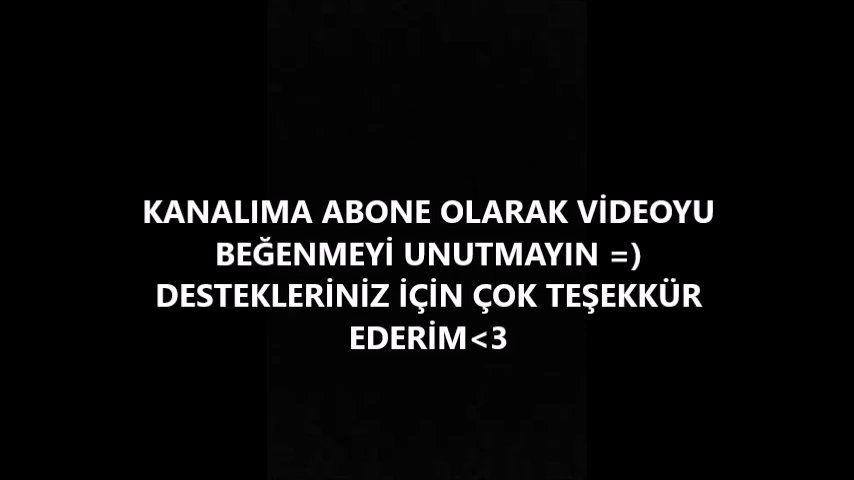 KANALIMA ABONE OLARAK VİDEOYU
BEĞENMEYİ UNUTMAYIN =)
DESTEKLERİNİZ İÇİN ÇOK TEŞEKKÜR
EDERİM<3